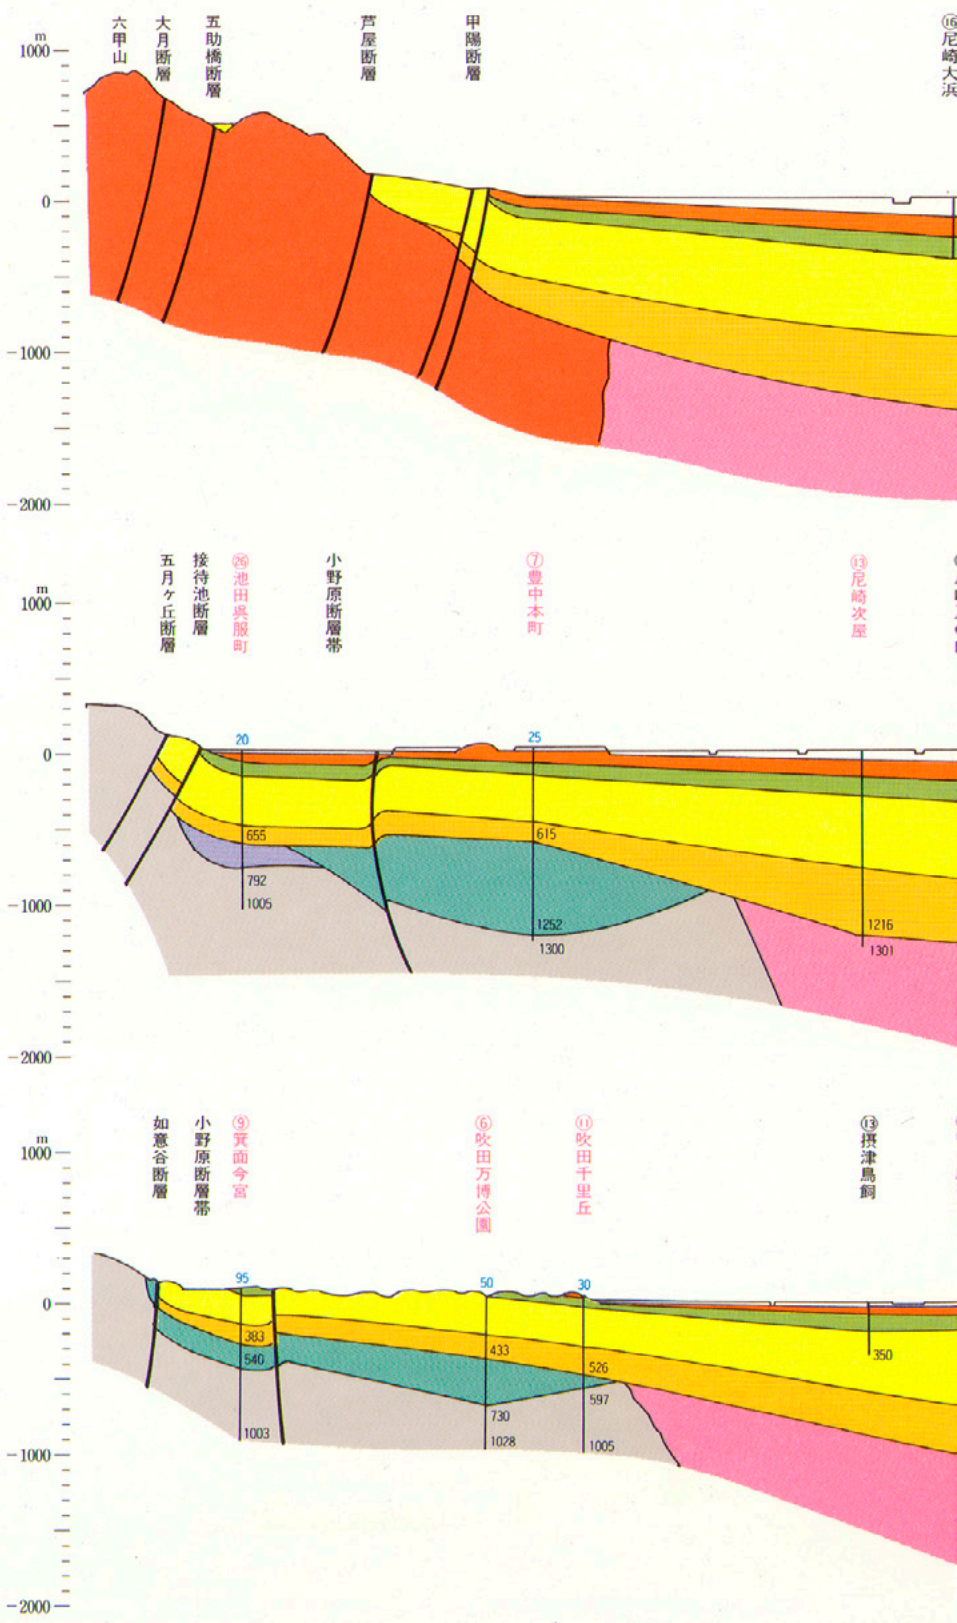 六甲山
大月断層
五助橋断層
芦屋断層
甲陽断層
⑯尼崎大浜
m
1000
0
-1000
-2000
五月ヶ丘断層
接待池断層
㉖池田呉服町
小野原断層帯
⑦豊中本町
⑬尼崎次屋
m
1000
0
-1000
-2000
20
25
655
615
792
1005
1252
1300
1216
1301
如意谷断層
小野原断層帯
⑨箕面今宮
⑥吹田万博公園
⑪吹田千里丘
⑬摂津鳥飼
m
1000
0
-1000
-2000
95
50
30
383
433
350
540
526
597
730
1003
1028
1005